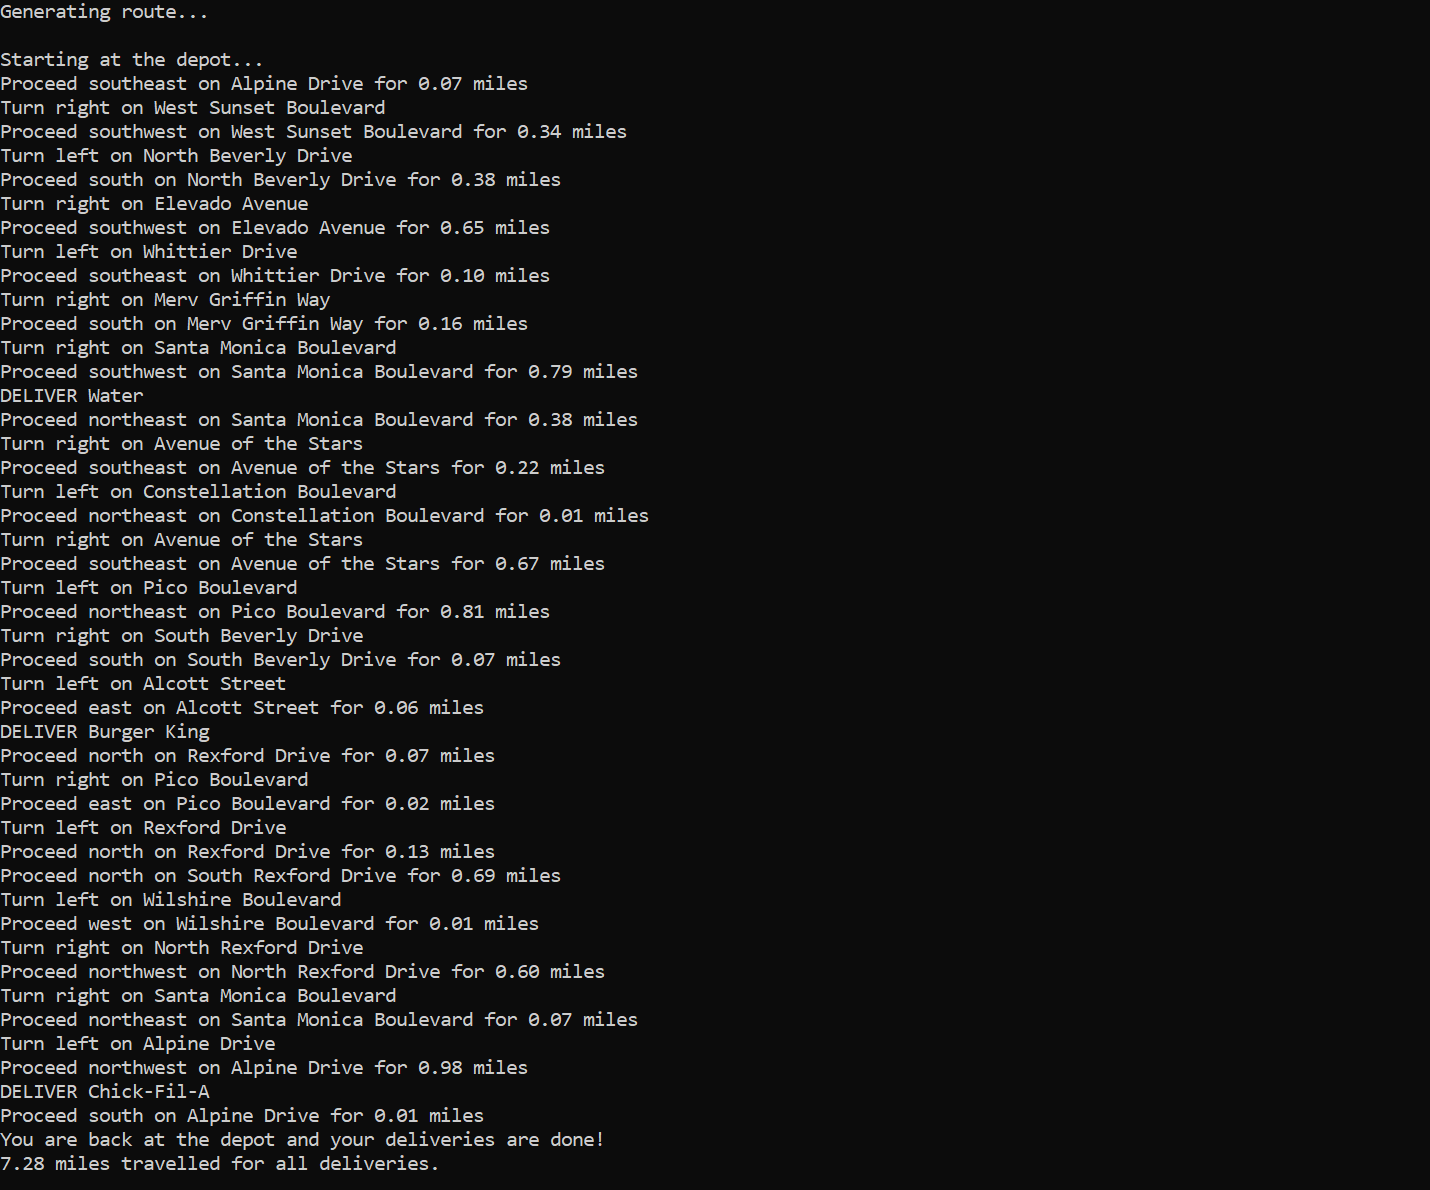 Generating route...
Starting at the depot...
Proceed southeast on Alpine Drive for 0.07 miles
Turn right on West Sunset Boulevard
Proceed southwest on West Sunset Boulevard for 0.34 miles
Turn left on North Beverly Drive
Proceed south on North Beverly Drive for 0.38 miles
Turn right on Elevado Avenue
Proceed southwest on Elevado Avenue for 0.65 miles
Turn left on Whittier Drive
Proceed southeast on Whittier Drive for 0.10 miles
Turn right on Merv Griffin Way
Proceed south on Merv Griffin Way for 0.16 miles
Turn right on Santa Monica Boulevard
Proceed southwest on Santa Monica Boulevard for 0.79 miles
DELIVER Water
Proceed northeast on Santa Monica Boulevard for 0.38 miles
Turn right on Avenue of the Stars
Proceed southeast on Avenue of the Stars for 0.22 miles
Turn left on Constellation Boulevard
Proceed northeast on Constellation Boulevard for 0.01 miles
Turn right on Avenue of the Stars
Proceed southeast on Avenue of the Stars for 0.67 miles
Turn left on Pico Boulevard
Proceed northeast on Pico Boulevard for 0.81 miles
Turn right on South Beverly Drive
Proceed south on South Beverly Drive for 0.07 miles
Turn left on Alcott Street
Proceed east on Alcott Street for 0.06 miles
DELIVER Burger King
Proceed north on Rexford Drive for 0.07 miles
Turn right on Pico Boulevard
Proceed east on Pico Boulevard for 0.02 miles
Turn left on Rexford Drive
Proceed north on Rexford Drive for 0.13 miles
Proceed north on South Rexford Drive for 0.69 miles
Turn left on Wilshire Boulevard
Proceed west on Wilshire Boulevard for 0.01 miles
Turn right on North Rexford Drive
Proceed northwest on North Rexford Drive for 0.60 miles
Turn right on Santa Monica Boulevard
Proceed northeast on Santa Monica Boulevard for 0.07 miles
Turn left on Alpine Drive
Proceed northwest on Alpine Drive for 0.98 miles
DELIVER Chick-Fil-A
Proceed south on Alpine Drive for 0.01 miles
You are back at the depot and your deliveries are done!
7.28 miles travelled for all deliveries.